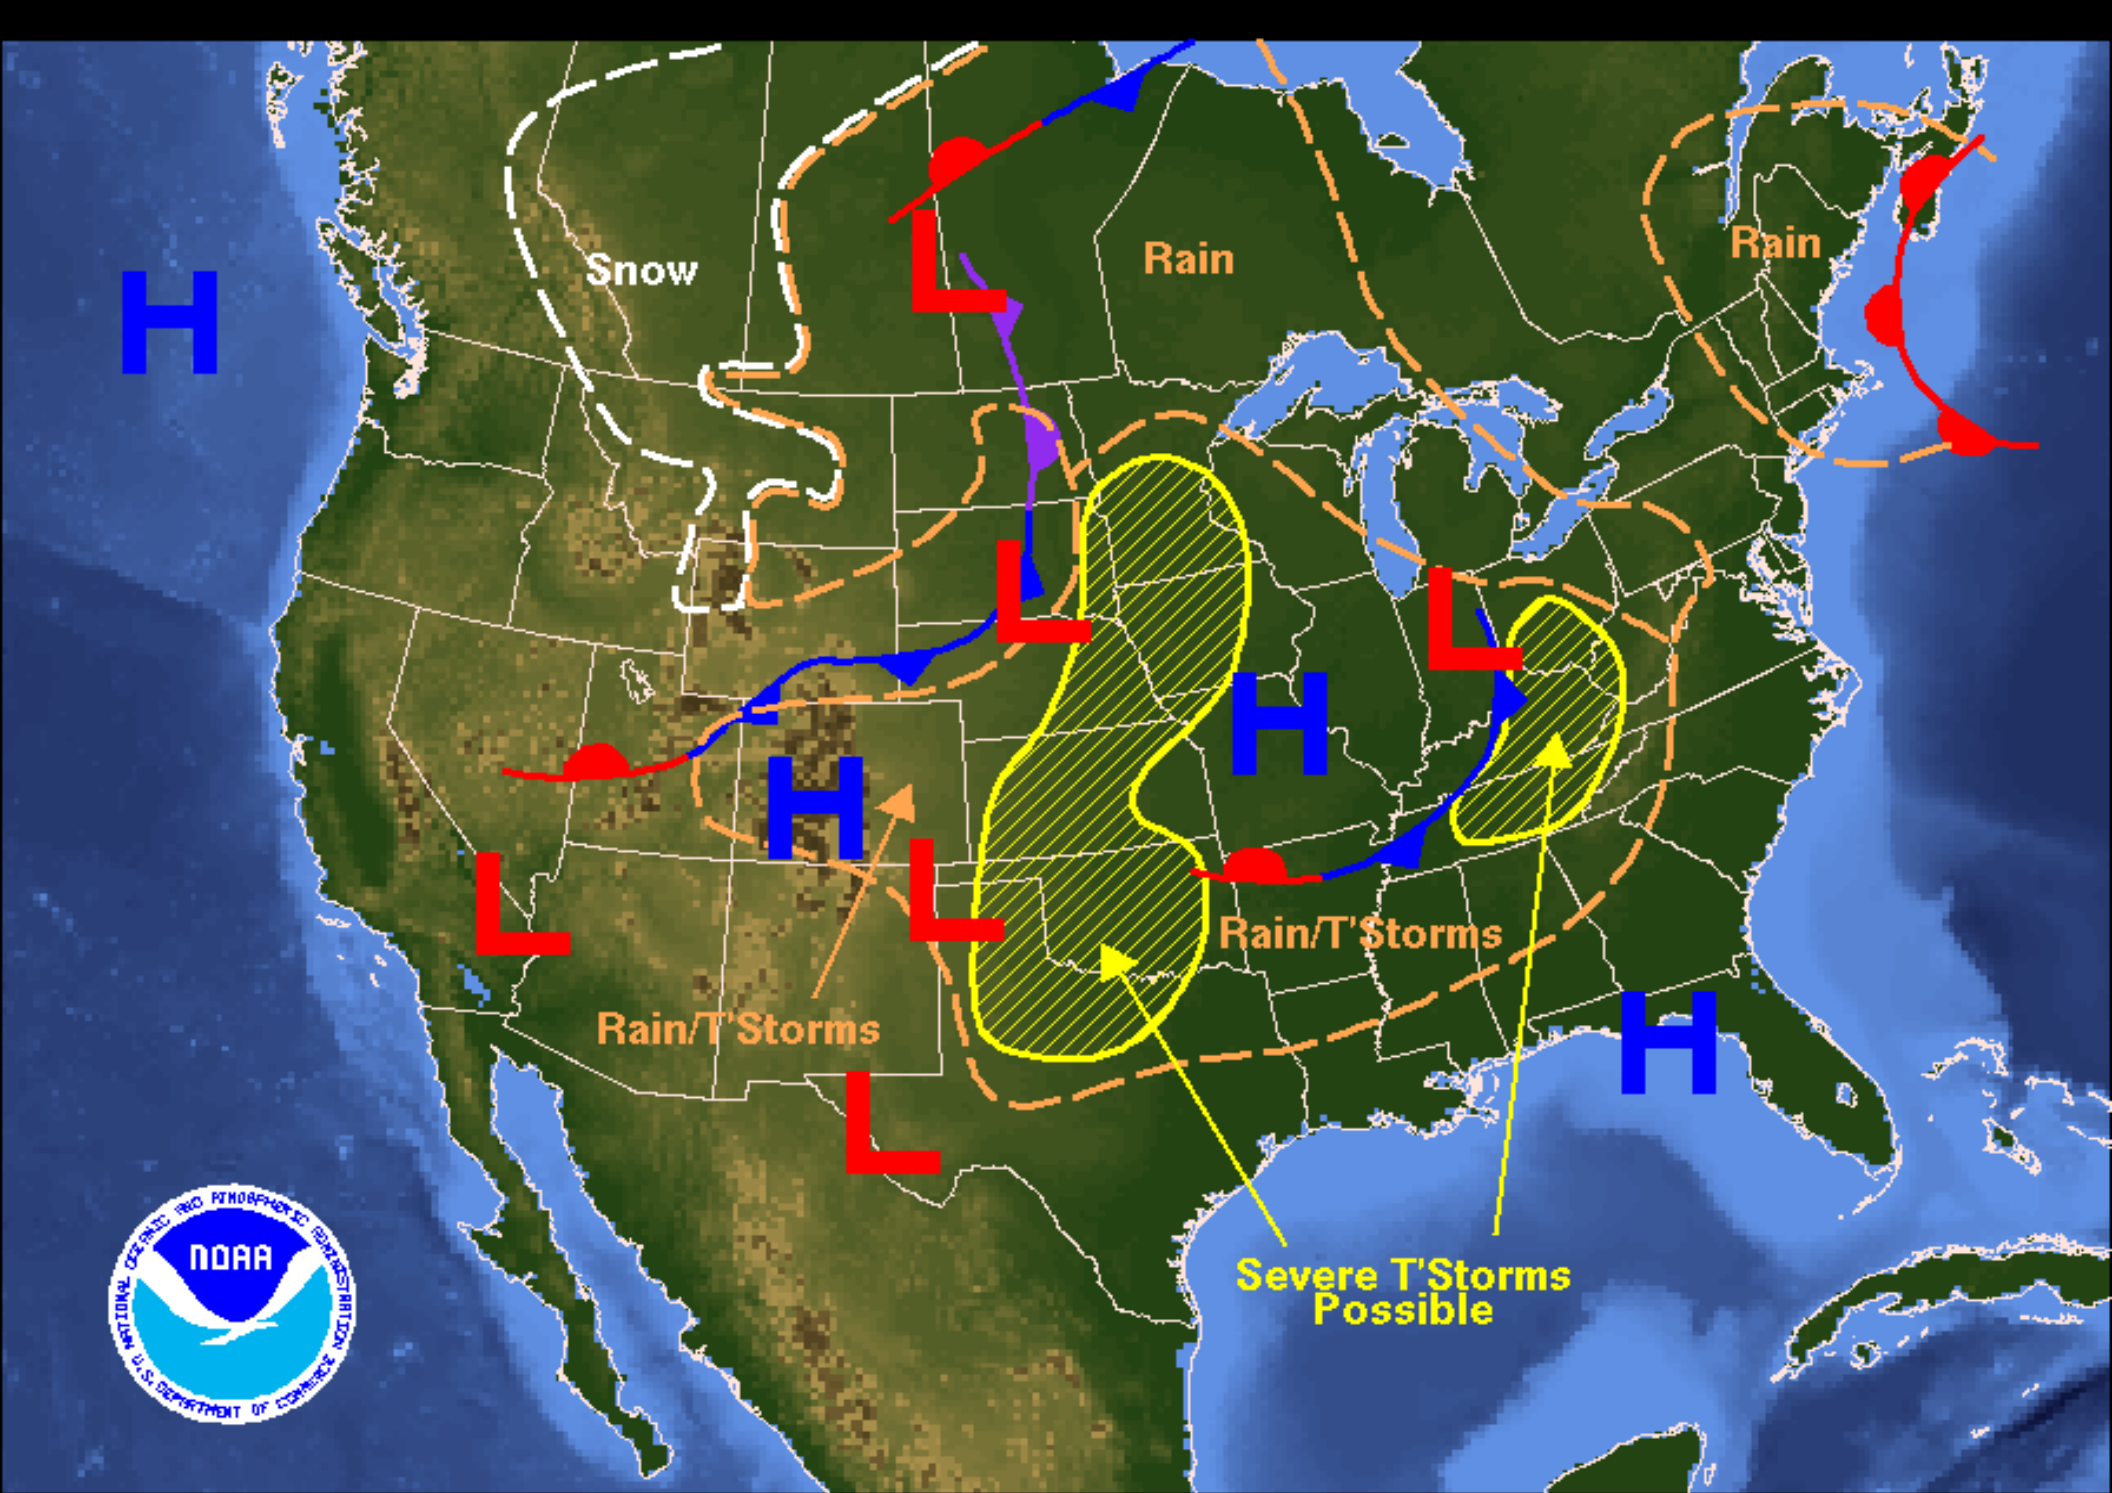 Snow
Rain
Rain
H
L
L
L
H
H
L
L
Rain/T'Storms
Rain/T'Storms
H
L
Severe T'Storms
Possible
NOAA
NATIONAL OCEANIC AND ATMOSPHERIC ADMINISTRATION
U.S. DEPARTMENT OF COMMERCE